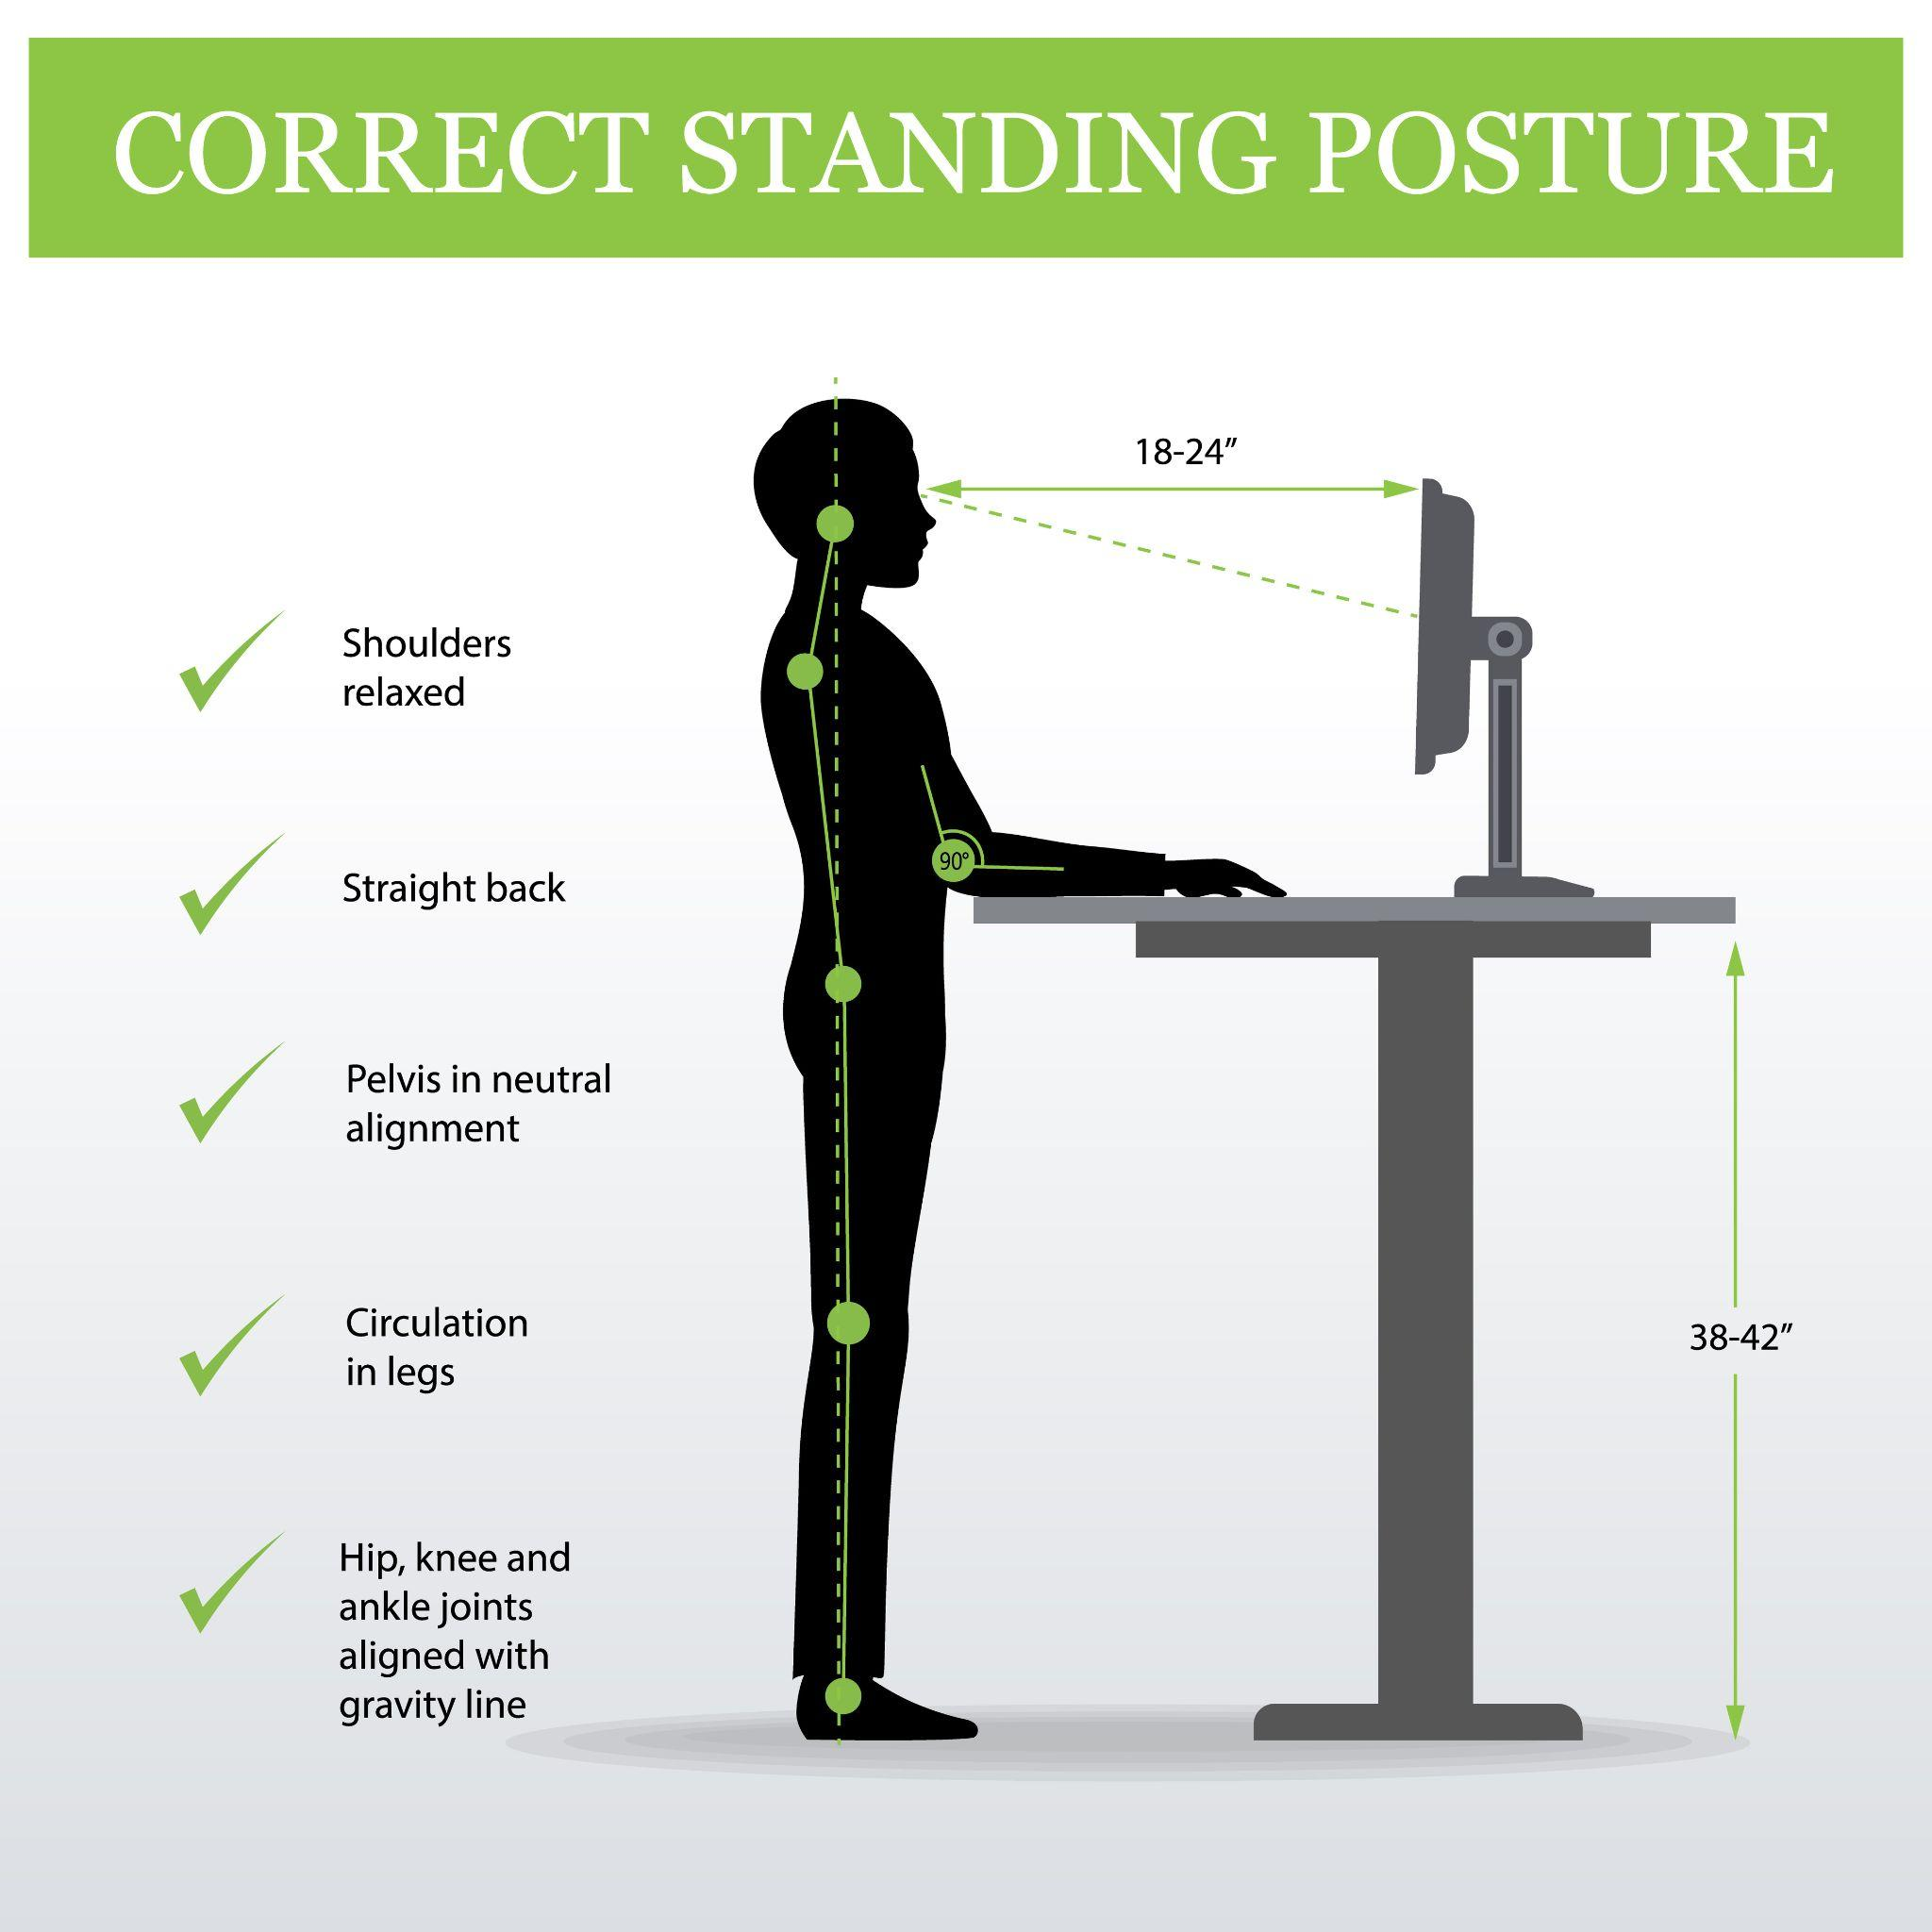 CORRECT STANDING POSTURE
18-24”
Shoulders
relaxed
90°
Straight back
Pelvis in neutral
alignment
Circulation
in legs
38-42”
Hip, knee and
ankle joints
aligned with
gravity line